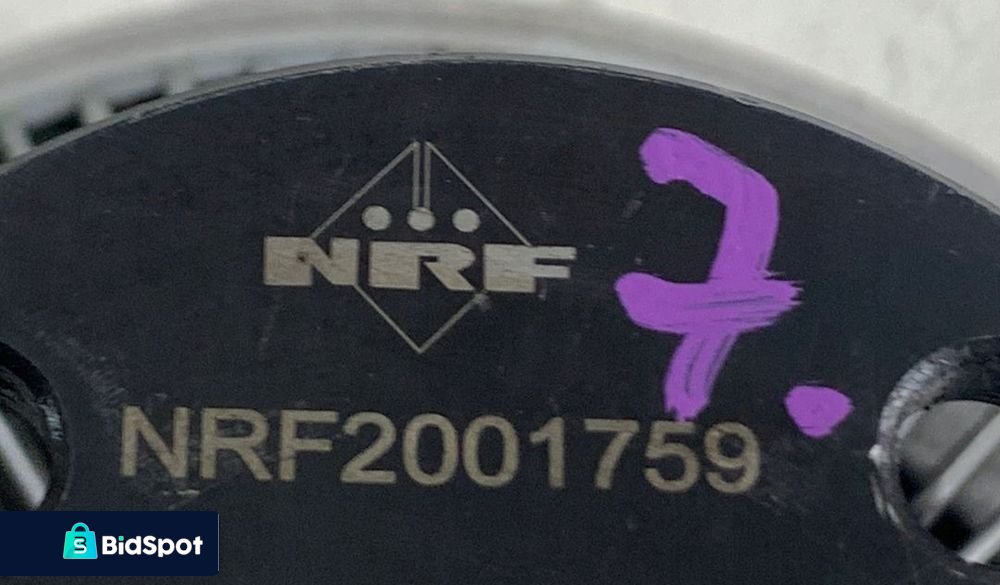 NRF
7.
NRF2001759
BidSpot